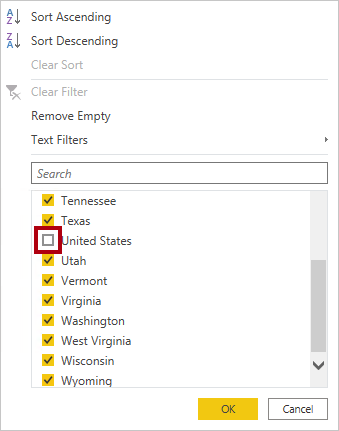 Sort Ascending
Sort Descending
Clear Sort
Clear Filter
Remove Empty
Text Filters
Search
Tennessee
Texas
United States
Utah
Vermont
Virginia
Washington
West Virginia
Wisconsin
Wyoming
OK Cancel